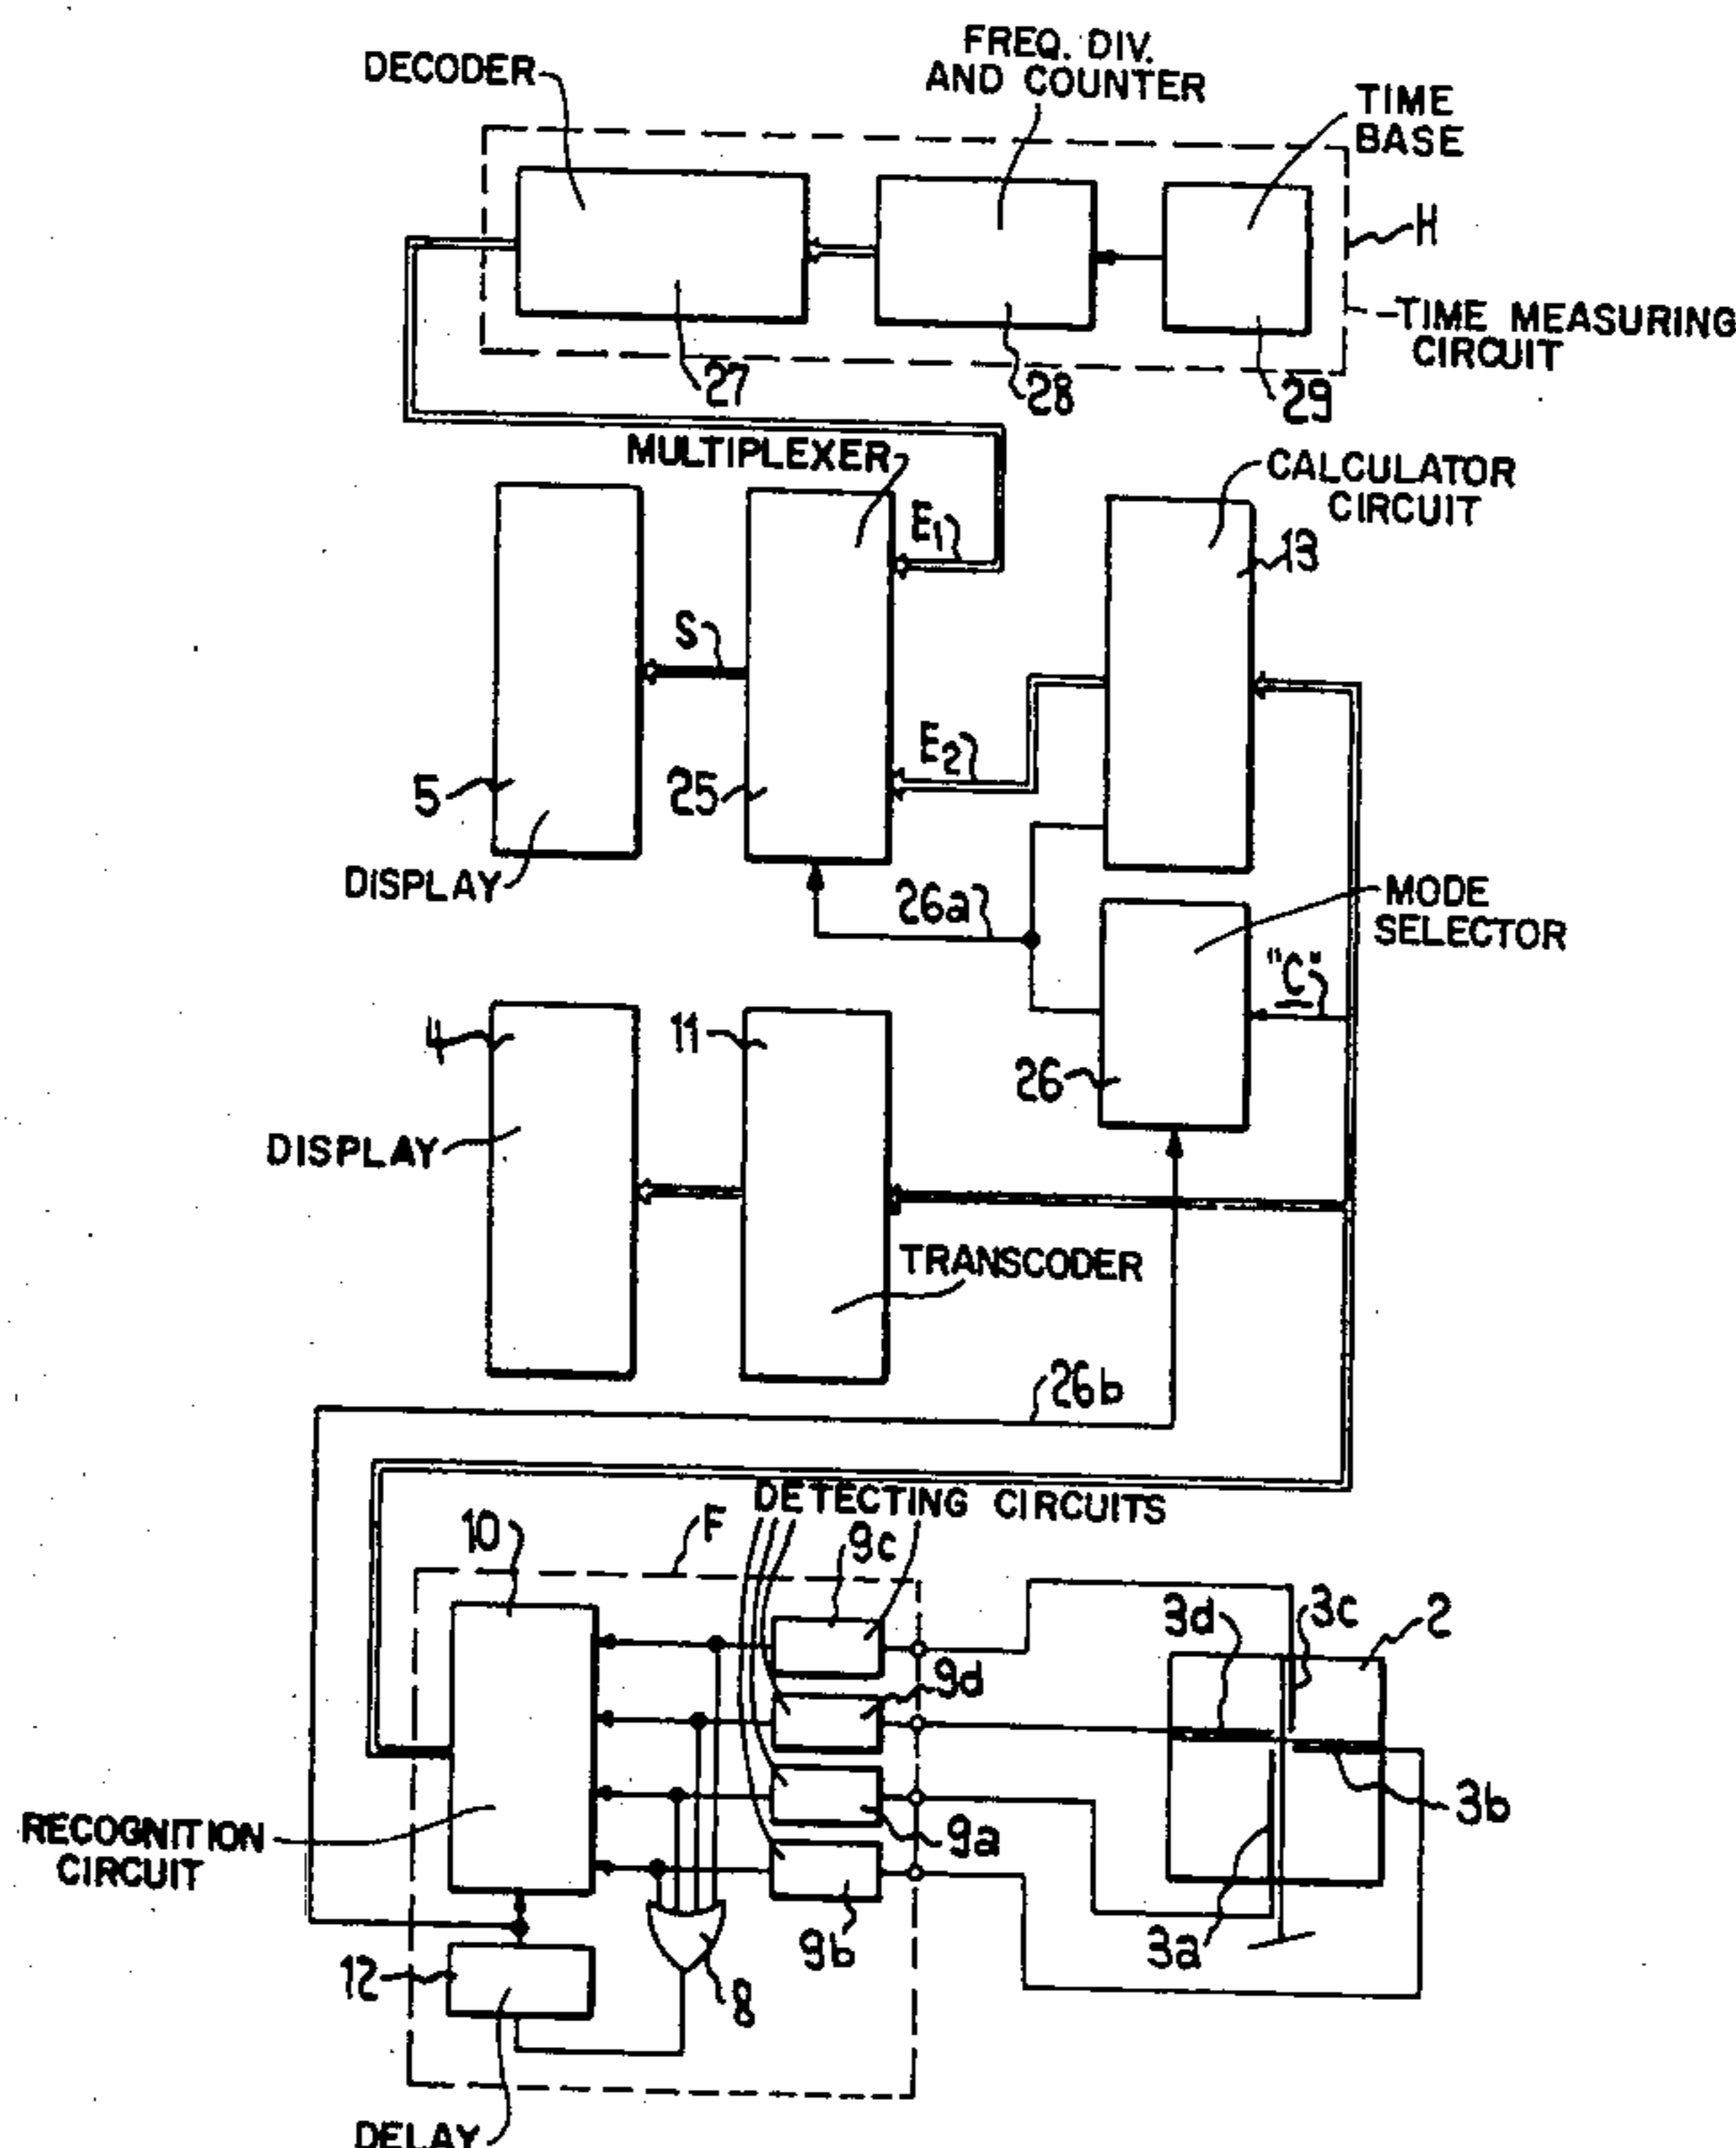 DECODER
FREQ. DIV.
AND COUNTER
TIME
BASE
H
TIME MEASURING
CIRCUIT
27
28
29
MULTIPLEXER
CALCULATOR
CIRCUIT
E1
13
S
E2
5
25
DISPLAY
26a
MODE
SELECTOR
"C"
4
11
26
DISPLAY
TRANSCODER
26b
DETECTING CIRCUITS
10
F
9c
3d
3c
2
9d
RECOGNITION
CIRCUIT
9a
3b
9b
3a
12
8
DELAY